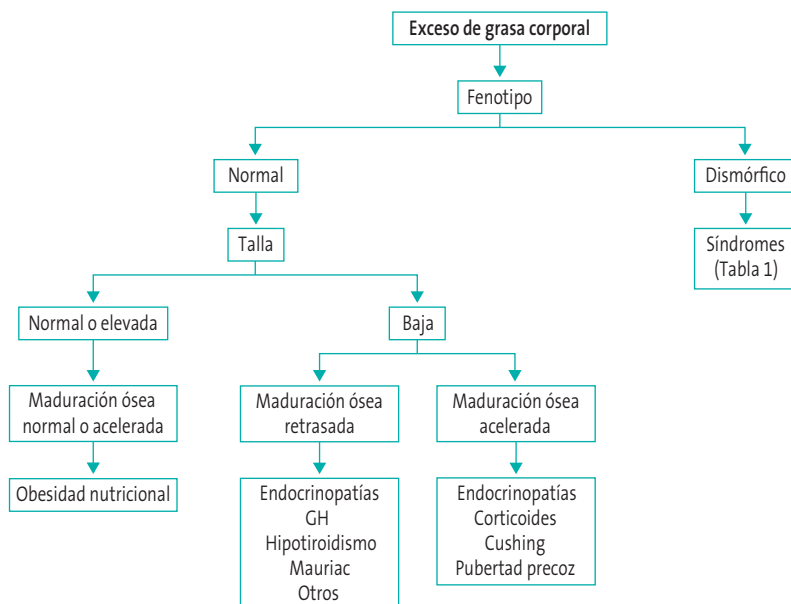 Exceso de grasa corporal
Fenotipo
Normal
Dismórfico
Talla
Síndromes
(Tabla 1)
Normal o elevada
Baja
Maduración ósea
normal o acelerada
Maduración ósea
retrasada
Maduración ósea
acelerada
Obesidad nutricional
Endocrinopatías
GH
Hipotiroidismo
Mauriac
Otros
Endocrinopatías
Corticoides
Cushing
Pubertad precoz